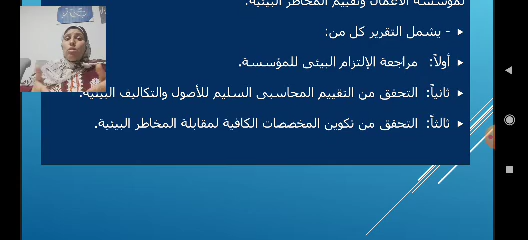 لمؤسسة الأعمال وتقييم المخاطر البيئية.
- يشمل التقرير كل من:
أولاً: مراجعة الإلتزام البيئى للمؤسسة.
ثانياً: التحقق من التقييم المحاسبى السليم للأصول والتكاليف البيئية.
ثالثاً: التحقق من تكوين المخصصات الكافية لمقابلة المخاطر البيئية.